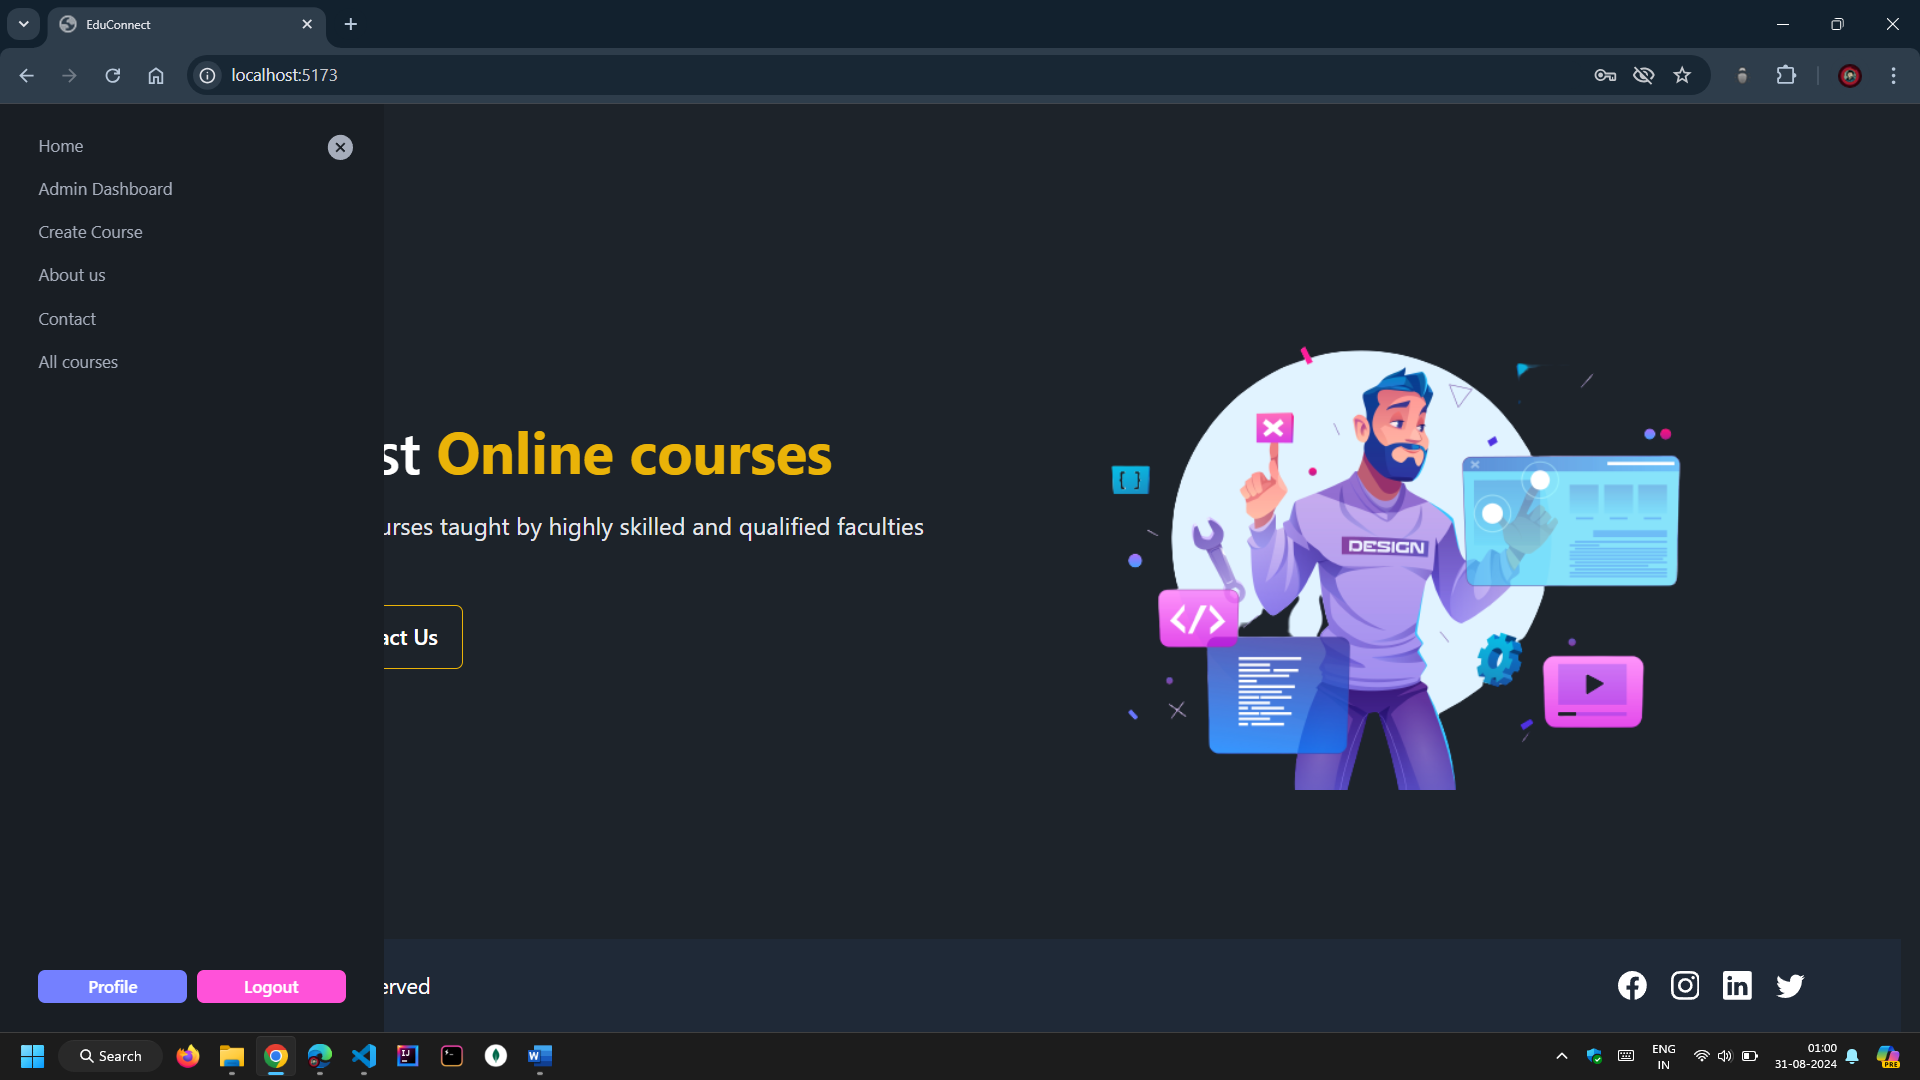 EduConnect
localhost:5173
Home
Admin Dashboard
Create Course
About us
Contact
All courses
st Online courses
urses taught by highly skilled and qualified faculties
act Us
{ }
DESIGN
</>
Profile
Logout
erved
Search
ENG
IN
01:00
31-08-2024
PRE